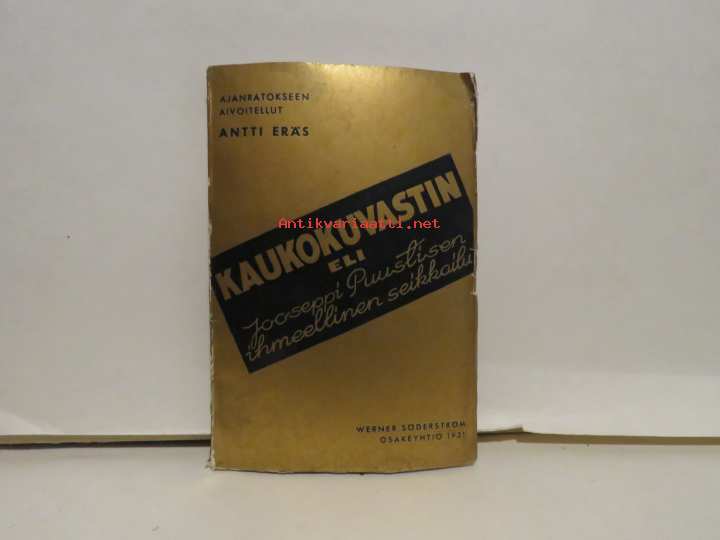 AJANRATOKSEEN
AIVOITELLUT
ANTTI ERÄS
KAUKOKUVASTIN
Antikvariaatti.net
ELI
Jooseppi Puustisen
ihmeellinen seikkailu
WERNER SÖDERSTRÖM
OSAKEYHTIÖ 1931